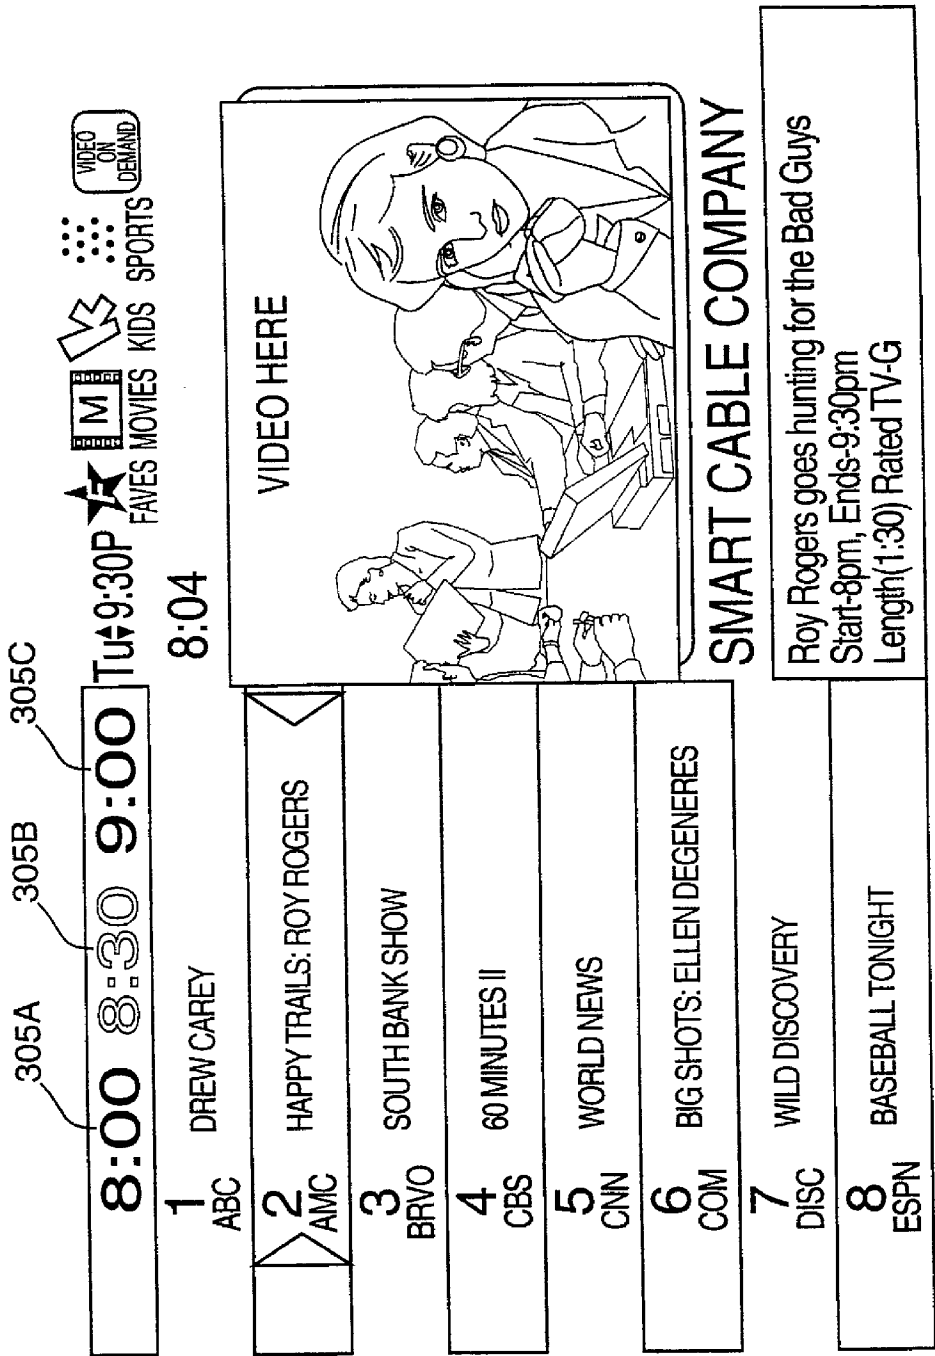 305A 305B 305C
8:00 8:30 9:00 Tu 9:30P
F M VIDEO ON DEMAND
FAVES MOVIES KIDS SPORTS
8:04
1 ABC DREW CAREY
2 AMC HAPPY TRAILS: ROY ROGERS
3 BRVO SOUTH BANK SHOW
4 CBS 60 MINUTES II
5 CNN WORLD NEWS
6 COM BIG SHOTS: ELLEN DEGENERES
7 DISC WILD DISCOVERY
8 ESPN BASEBALL TONIGHT
VIDEO HERE
SMART CABLE COMPANY
Roy Rogers goes hunting for the Bad Guys
Start-8pm, Ends-9:30pm
Length(1:30) Rated TV-G